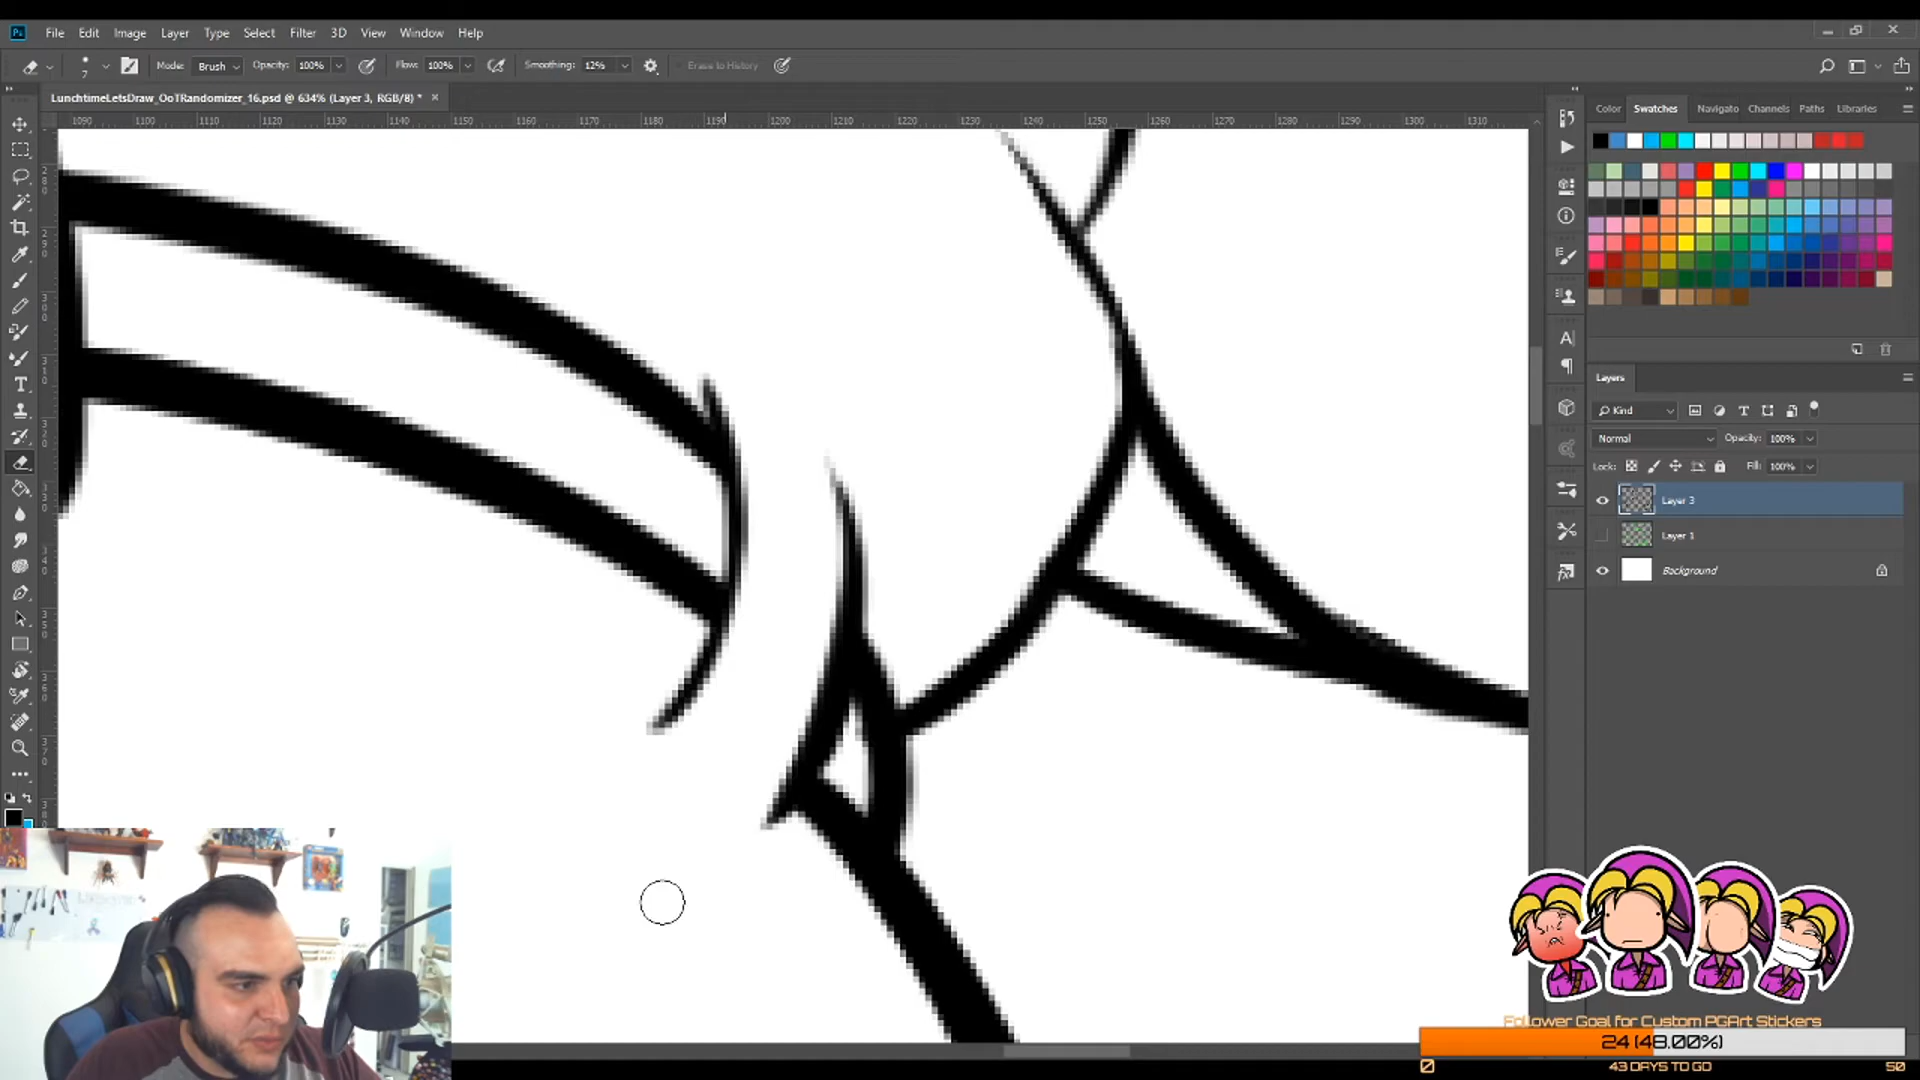 Ps File Edit Image Layer Type Select Filter 3D View Window Help
7 Mode: Brush Opacity: 100% Flow: 100% Smoothing: 12% Erase to History
LunchtimeLetsDraw_OoTRandomizer_16.psd @ 634% (Layer 3, RGB/8) *
1090 1100 1110 1120 1130 1140 1150 1160 1170 1180 1190 1200 1210 1220 1230 1240 1250 1260 1270 1280 1290 1300 1310
Color Swatches Navigato Channels Paths Libraries
Layers
Kind
Normal Opacity: 100%
Lock: Fill: 100%
Layer 3
Layer 1
Background
Follower Goal for Custom PGArt Stickers
24 (48.00%)
0 43 DAYS TO GO 50